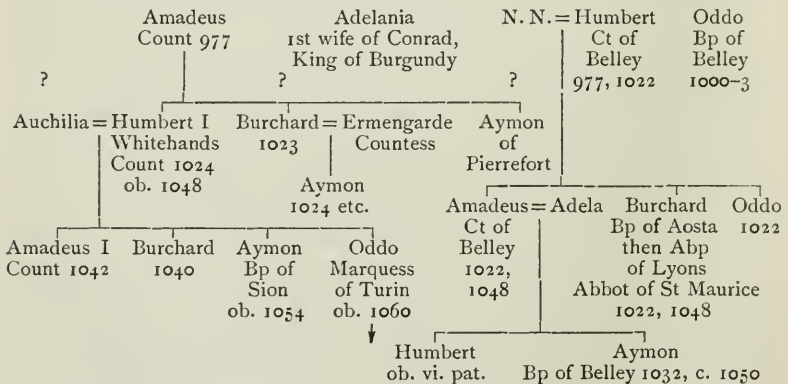 Amadeus Adelania N. N. = Humbert Oddo
Count 977 1st wife of Conrad, Ct of Bp of
King of Burgundy Belley Belley
? ? ? 977, 1022 1000-3
Auchilia = Humbert I Burchard = Ermengarde Aymon
Whitehands 1023 Countess of
Count 1024 Pierrefort
ob. 1048 Aymon
1024 etc. Amadeus = Adela Burchard Oddo
Ct of Bp of Aosta 1022
Amadeus I Burchard Aymon Oddo Belley then Abp
Count 1042 1040 Bp of Marquess 1022, of Lyons
Sion of Turin 1048 Abbot of St Maurice
ob. 1054 ob. 1060 1022, 1048
Humbert Aymon
ob. vi. pat. Bp of Belley 1032, c. 1050